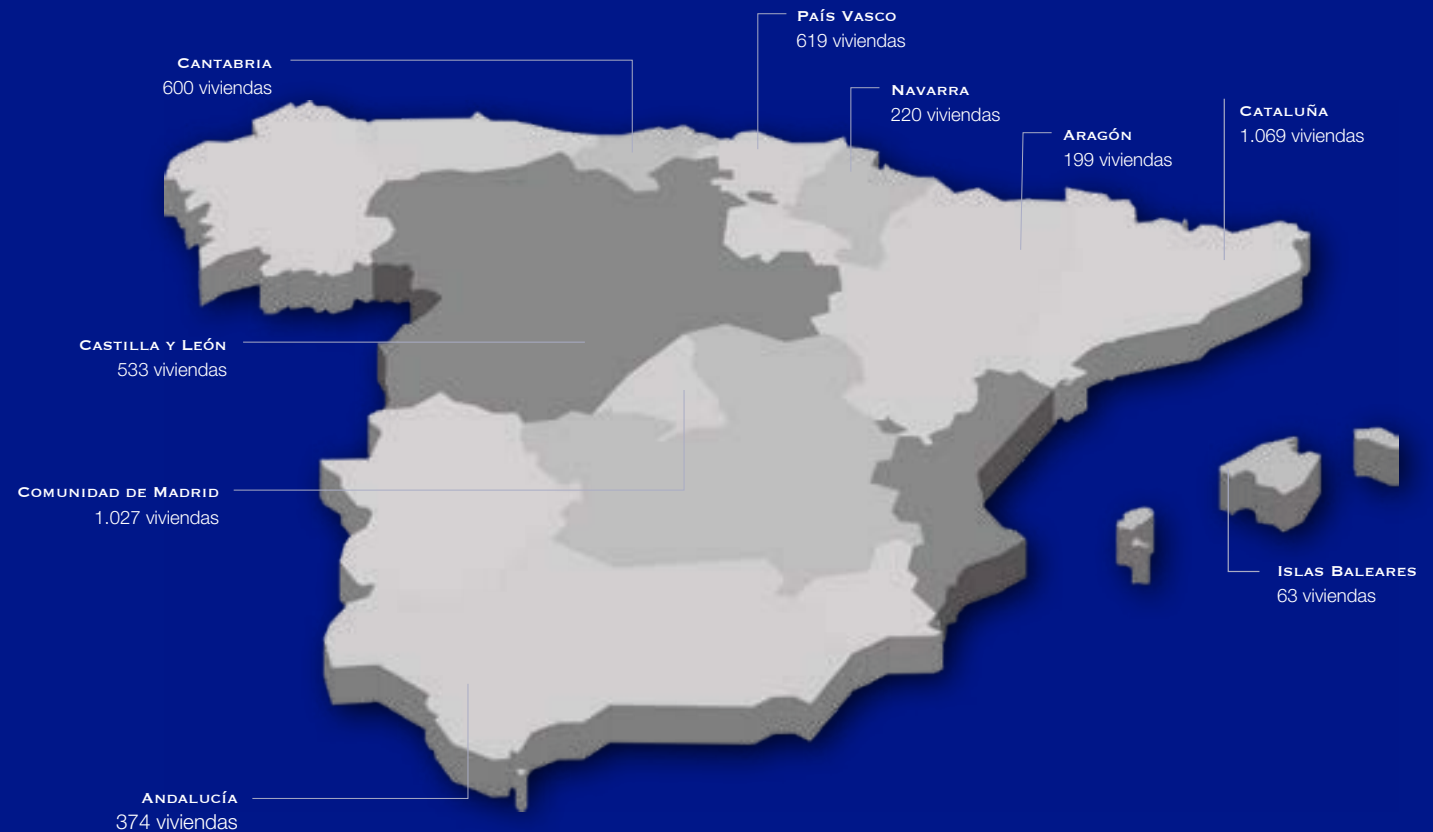 PAÍS VASCO
619 viviendas
CANTABRIA
600 viviendas
NAVARRA
220 viviendas
CATALUÑA
1.069 viviendas
ARAGÓN
199 viviendas
CASTILLA Y LEÓN
533 viviendas
COMUNIDAD DE MADRID
1.027 viviendas
ISLAS BALEARES
63 viviendas
ANDALUCÍA
374 viviendas